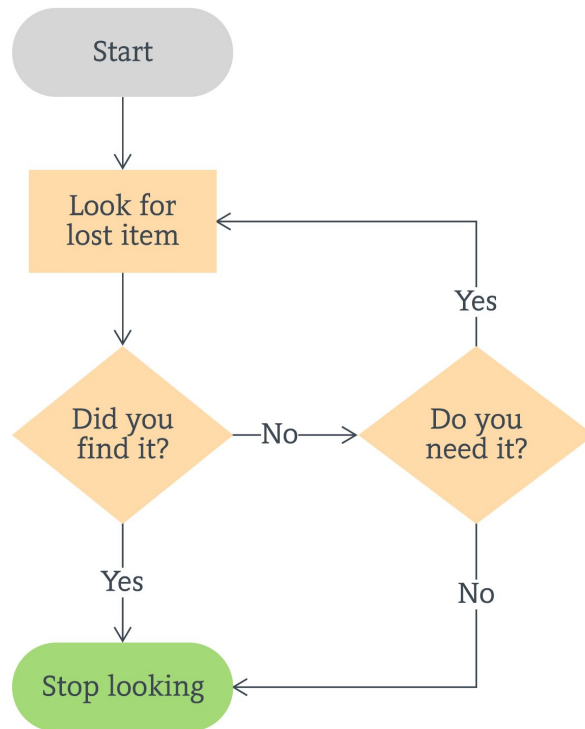 Start
Look for
lost item
Yes
Did you
find it?
No
Do you
need it?
Yes
No
Stop looking